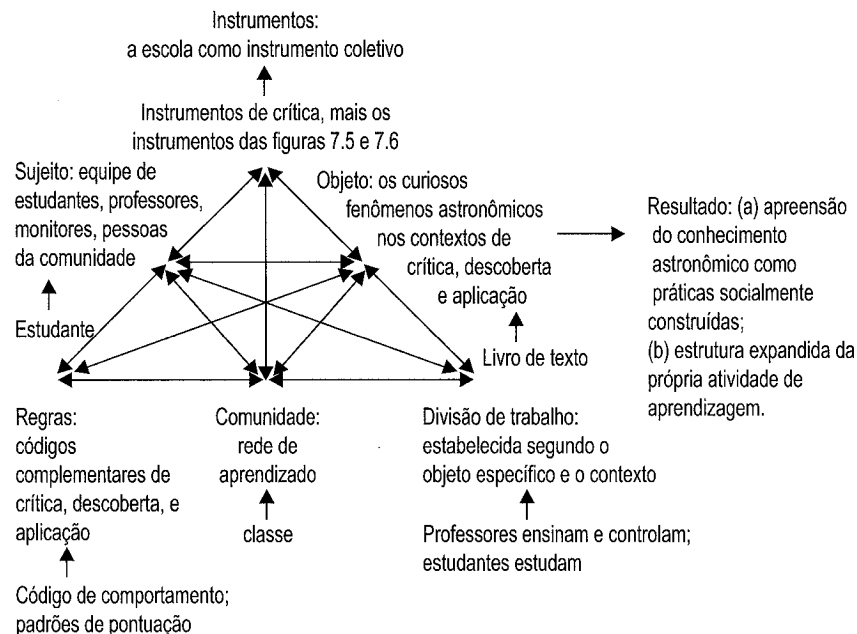 Instrumentos:
a escola como instrumento coletivo
Instrumentos de crítica, mais os
instrumentos das figuras 7.5 e 7.6
Sujeito: equipe de
estudantes, professores,
monitores, pessoas
da comunidade
Estudante
Objeto: os curiosos
fenômenos astronômicos
nos contextos de
crítica, descoberta
e aplicação
Livro de texto
Resultado: (a) apreensão
do conhecimento
astronômico como
práticas socialmente
construídas;
(b) estrutura expandida da
própria atividade de
aprendizagem.
Regras:
códigos
complementares de
crítica, descoberta, e
aplicação
Código de comportamento;
padrões de pontuação
Comunidade:
rede de
aprendizado
classe
Divisão de trabalho:
estabelecida segundo o
objeto específico e o contexto
Professores ensinam e controlam;
estudantes estudam